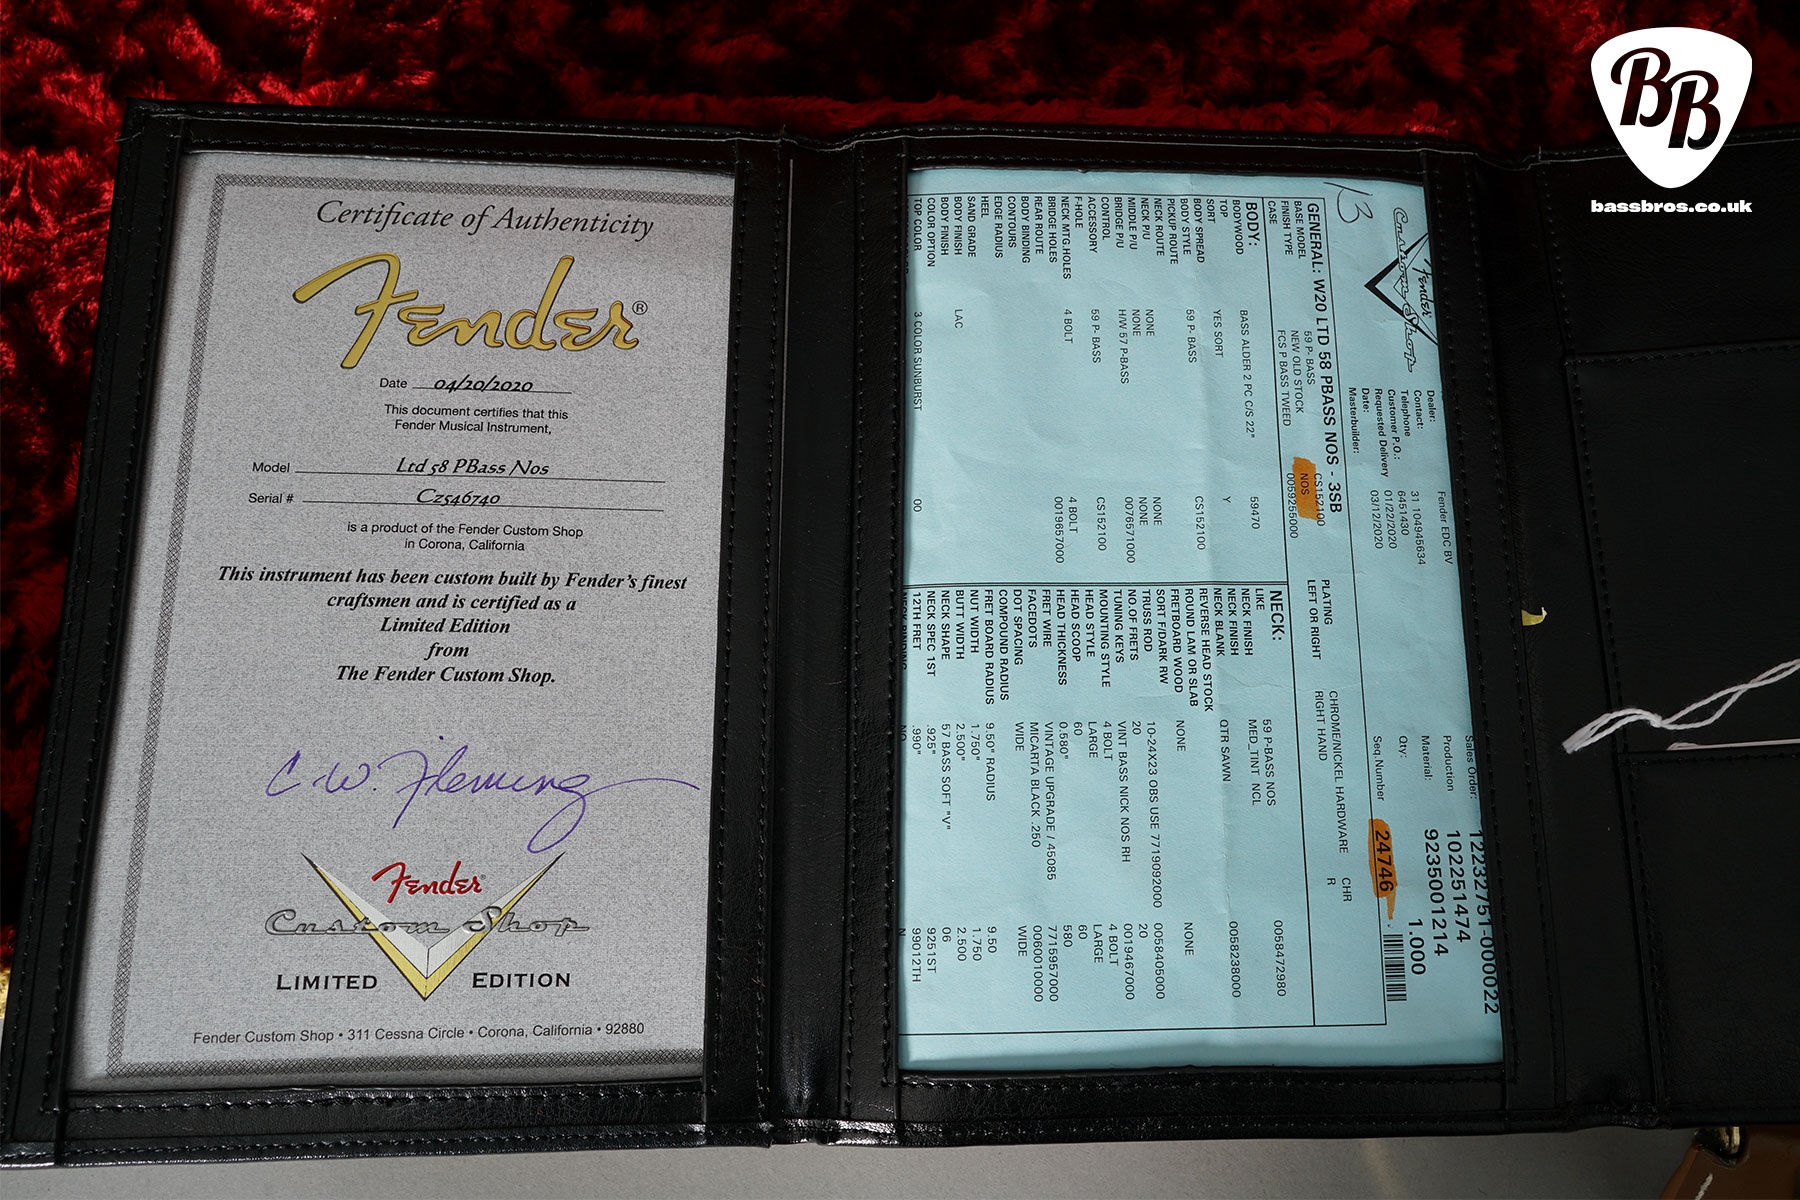 BB
bassbros.co.uk
Certificate of Authenticity
Fender®
Date 04/20/2020
This document certifies that this
Fender Musical Instrument,
Model Ltd 58 PBass Nos
Serial # CZ546740
is a product of the Fender Custom Shop
in Corona, California
This instrument has been custom built by Fender's finest
craftsmen and is certified as a
Limited Edition
from
The Fender Custom Shop.
C.W. Fleming
Fender
Custom Shop
LIMITED EDITION
Fender Custom Shop • 311 Cessna Circle • Corona, California • 92880
13
Fender
Custom Shop
Dealer: Fender EDC BV
Contact:
Telephone 31 104945634
Customer P.O.: 6451430
Requested Delivery 01/22/2020
Date: 03/12/2020
Masterbuilder:
Sales Order: 12232751-000022
Production 102251474
Material: 9235001214
Qty: 1.000
Seq.Number 24746
GENERAL: W20 LTD 58 PBASS NOS - 3SB
BASE MODEL 59 P- BASS CS152100
FINISH TYPE NEW OLD STOCK NOS
CASE FCS P BASS TWEED 0059255000
PLATING CHROME/NICKEL HARDWARE CHR
LEFT OR RIGHT RIGHT HAND R
BODY:
BODYWOOD BASS ALDER 2 PC C/S 22" 59470
TOP
SORT YES SORT Y
BODY SPREAD
BODY STYLE 59 P- BASS CS152100
PICKUP ROUTE
NECK ROUTE
NECK P/U NONE NONE
MIDDLE P/U NONE NONE
BRIDGE P/U H/W 57 P-BASS 0076571000
CONTROL
ACCESSORY 59 P- BASS CS152100
F-HOLE
NECK MTG.HOLES 4 BOLT 4 BOLT
BRIDGE HOLES 0019657000
REAR ROUTE
BODY BINDING
CONTOURS
EDGE RADIUS
HEEL
SAND GRADE
BODY FINISH LAC
BODY FINISH
COLOR OPTION
TOP COLOR 3 COLOR SUNBURST 00
NECK:
LIKE 59 P-BASS NOS 0058472980
NECK FINISH MED_TINT NCL
NECK FINISH
NECK BLANK QTR SAWN 0058238000
REVERSE HEAD STOCK
ROUND LAM OR SLAB
FRETBOARD WOOD NONE NONE
SORT F/DARK RW
TRUSS ROD 10-24X23 OBS USE 7719092000 0058405000
NO.OF FRETS 20 20
TUNING KEYS VINT BASS NICK NOS RH 0019467000
MOUNTING STYLE 4 BOLT 4 BOLT
HEAD STYLE LARGE LARGE
HEAD SCOOP 60 60
HEAD THICKNESS 0.580" 580
FRET WIRE VINTAGE UPGRADE / 45085 7715957000
FACEDOTS MICARTA BLACK .250 0060010000
DOT SPACING WIDE WIDE
COMPOUND RADIUS
FRET BOARD RADIUS 9.50" RADIUS 9.50
NUT WIDTH 1.750" 1.750
BUTT WIDTH 2.500" 2.500
NECK SHAPE 57 BASS SOFT "V" 06
NECK SPEC 1ST .925" 9251ST
12TH FRET .990" 99012TH
NECK BINDING NO N